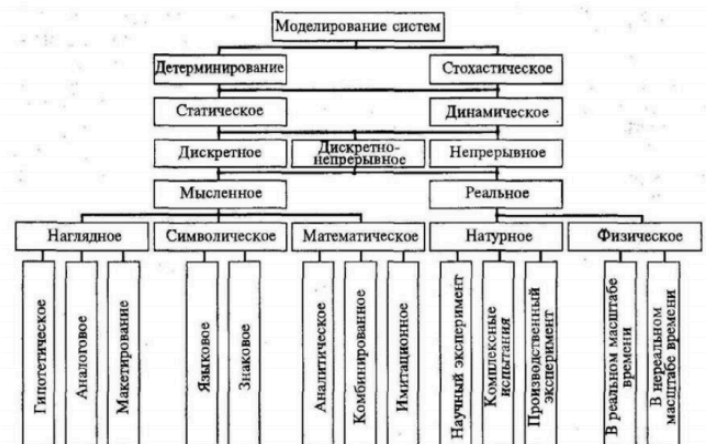 Моделирование систем
Детерминирование
Стохастическое
Статическое
Динамическое
Дискретное
Дискретно-
непрерывное
Непрерывное
Мысленное
Реальное
Наглядное
Символическое
Математическое
Натурное
Физическое
Гипотетическое
Аналоговое
Макетирование
Языковое
Знаковое
Аналитическое
Комбинированное
Имитационное
Научный эксперимент
Комплексные
испытания
Производственный
эксперимент
В реальном масштабе
времени
В нереальном
масштабе времени